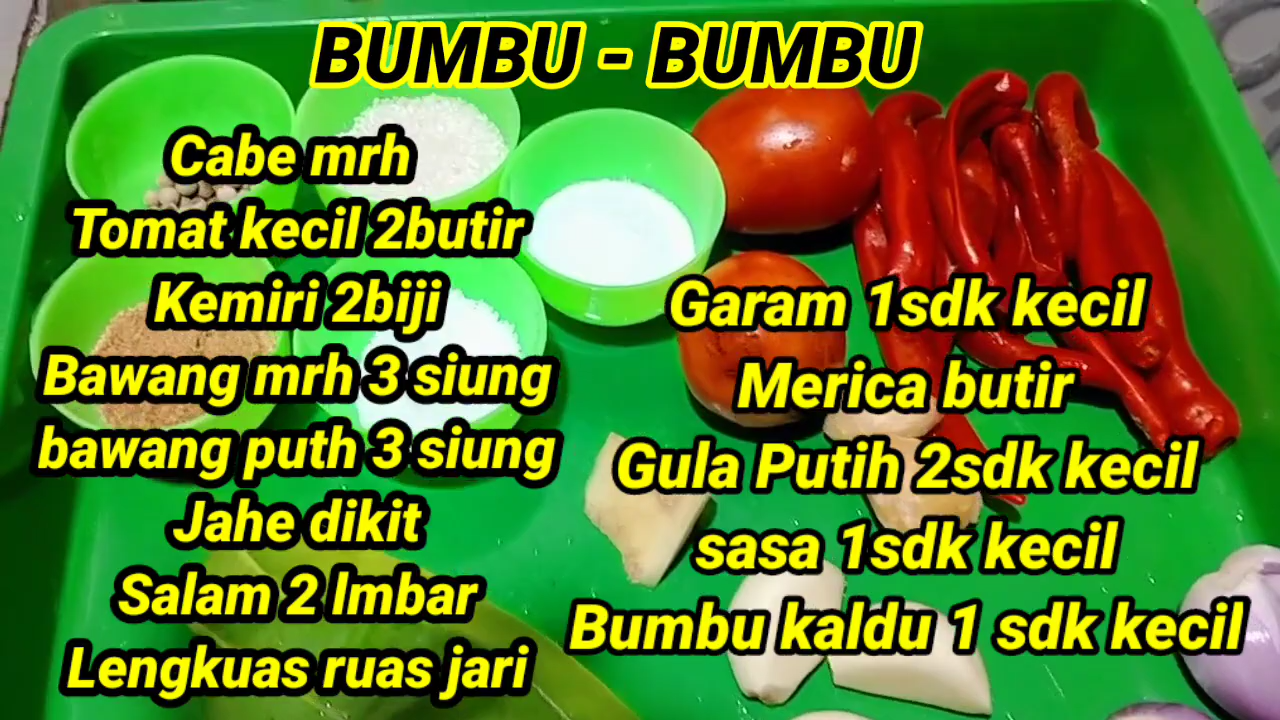 BUMBU - BUMBU
Cabe mrh
Tomat kecil 2butir
Kemiri 2biji
Bawang mrh 3 siung
bawang puth 3 siung
Jahe dikit
Salam 2 lmbar
Lengkuas ruas jari
Garam 1sdk kecil
Merica butir
Gula Putih 2sdk kecil
sasa 1sdk kecil
Bumbu kaldu 1 sdk kecil